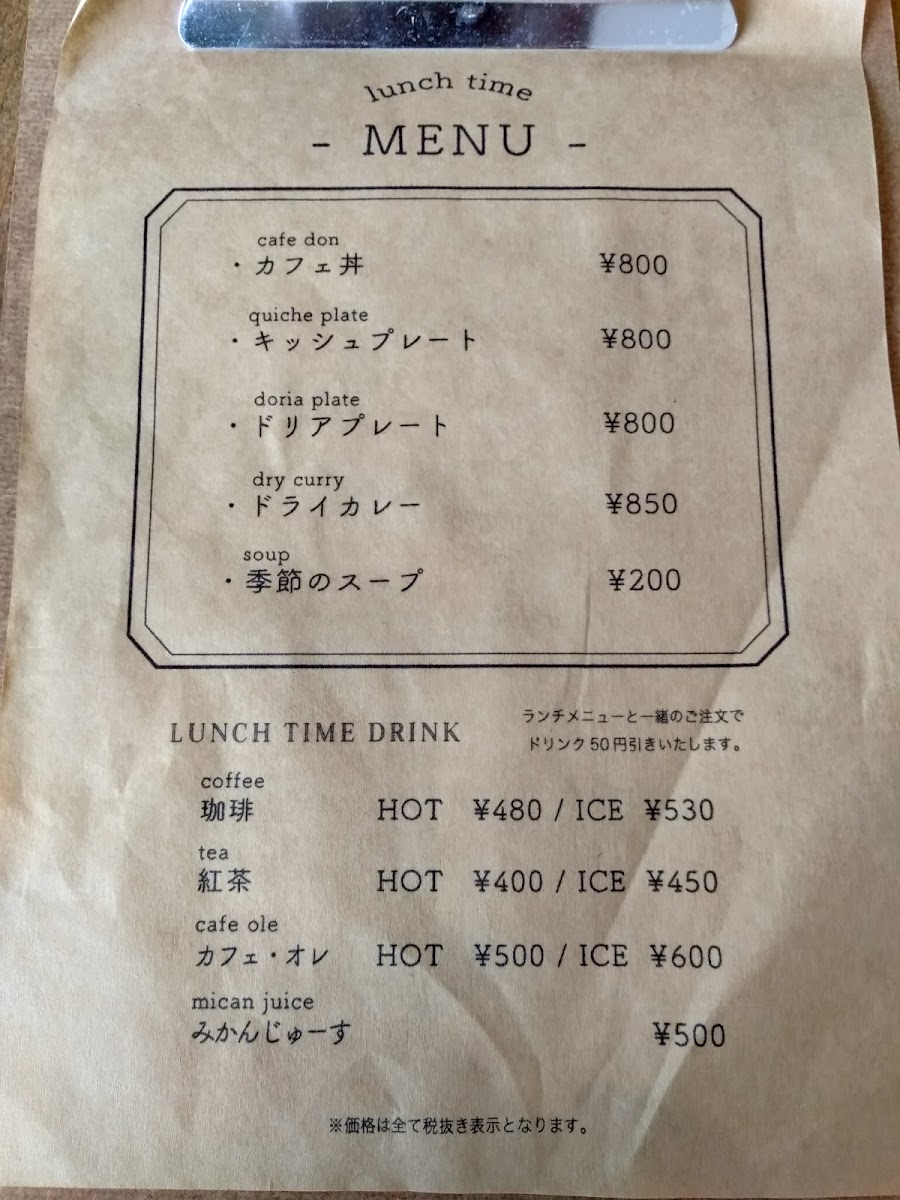 lunch time
- MENU -
cafe don
・カフェ丼 ¥800
quiche plate
・キッシュプレート ¥800
doria plate
・ドリアプレート ¥800
dry curry
・ドライカレー ¥850
soup
・季節のスープ ¥200
LUNCH TIME DRINK
ランチメニューと一緒のご注文で
ドリンク50円引きいたします。
coffee
珈琲 HOT ¥480 / ICE ¥530
tea
紅茶 HOT ¥400 / ICE ¥450
cafe ole
カフェ・オレ HOT ¥500 / ICE ¥600
mican juice
みかんじゅーす ¥500
※価格は全て税抜き表示となります。